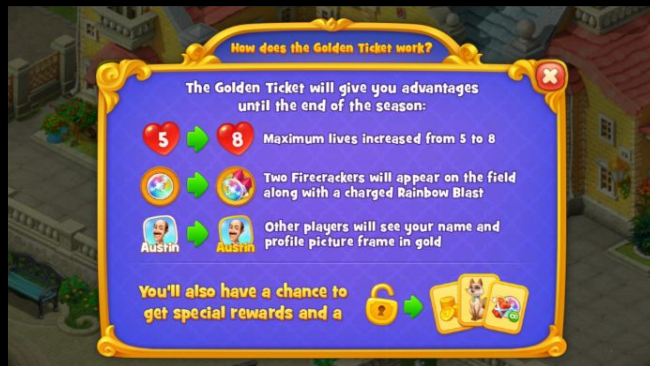 How does the Golden Ticket work?
The Golden Ticket will give you advantages
until the end of the season:
5
8
Maximum lives increased from 5 to 8
Two Firecrackers will appear on the field
along with a charged Rainbow Blast
Austin
Austin
Other players will see your name and
profile picture frame in gold
You'll also have a chance to
get special rewards and a